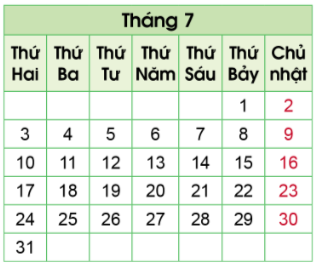 Tháng 7
Thứ Hai Thứ Ba Thứ Tư Thứ Năm Thứ Sáu Thứ Bảy Chủ nhật
1 2
3 4 5 6 7 8 9
10 11 12 13 14 15 16
17 18 19 20 21 22 23
24 25 26 27 28 29 30
31